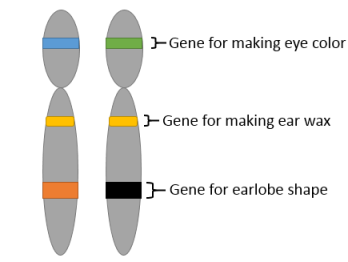 Gene for making eye color
Gene for making ear wax
Gene for earlobe shape